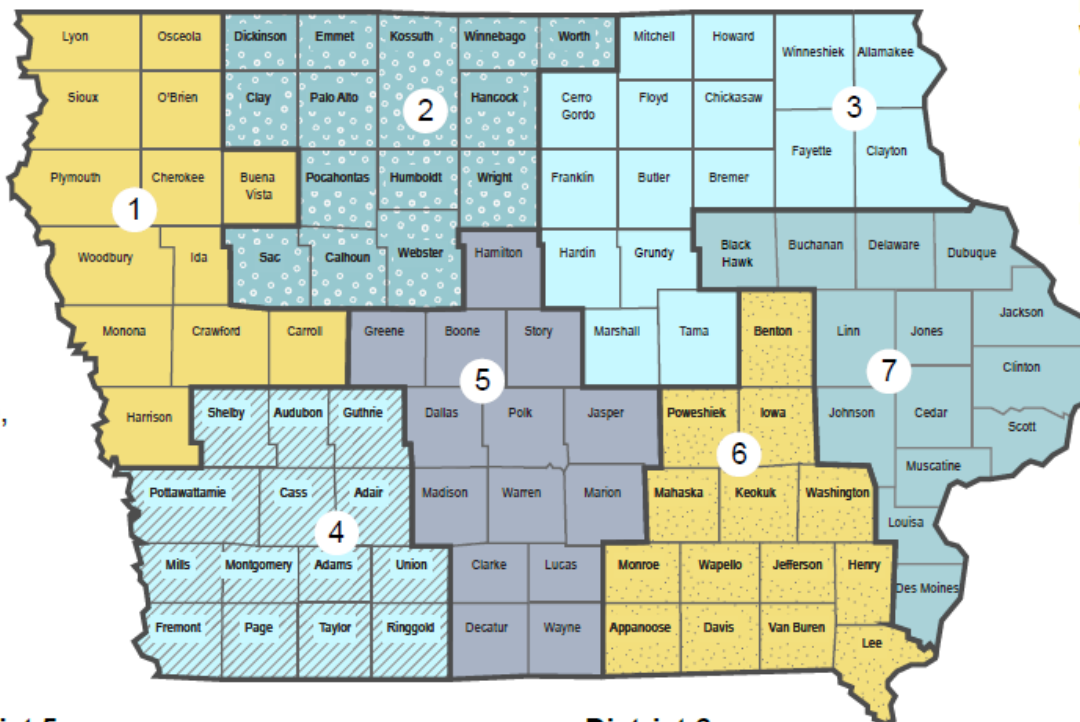 Lyon Osceola Dickinson Emmet Kossuth Winnebago Worth Mitchell Howard Winneshiek Allamakee
Sioux O'Brien Clay Palo Alto 2 Hancock Cerro Gordo Floyd Chickasaw 3
Plymouth Cherokee Buena Vista Pocahontas Humboldt Wright Franklin Butler Bremer Fayette Clayton
1
Woodbury Ida Sac Calhoun Webster Hamilton Hardin Grundy Black Hawk Buchanan Delaware Dubuque
Monona Crawford Carroll Greene Boone Story Marshall Tama Benton Linn Jones Jackson
5 7 Clinton
Harrison Shelby Audubon Guthrie Dallas Polk Jasper Poweshiek Iowa Johnson Cedar Scott
6 Muscatine
Pottawattamie Cass Adair Madison Warren Marion Mahaska Keokuk Washington Louisa
4
Mills Montgomery Adams Union Clarke Lucas Monroe Wapello Jefferson Henry Des Moines
Fremont Page Taylor Ringgold Decatur Wayne Appanoose Davis Van Buren Lee